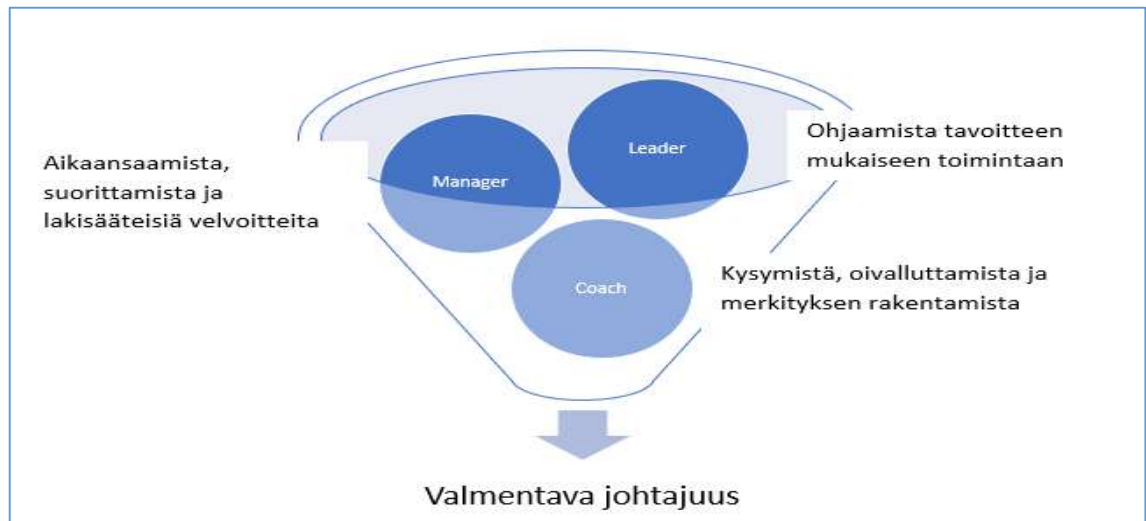 Aikaansaamista,
suorittamista ja
lakisääteisiä velvoitteita
Manager
Leader
Ohjaamista tavoitteen
mukaiseen toimintaan
Coach
Kysymistä, oivalluttamista ja
merkityksen rakentamista
Valmentava johtajuus